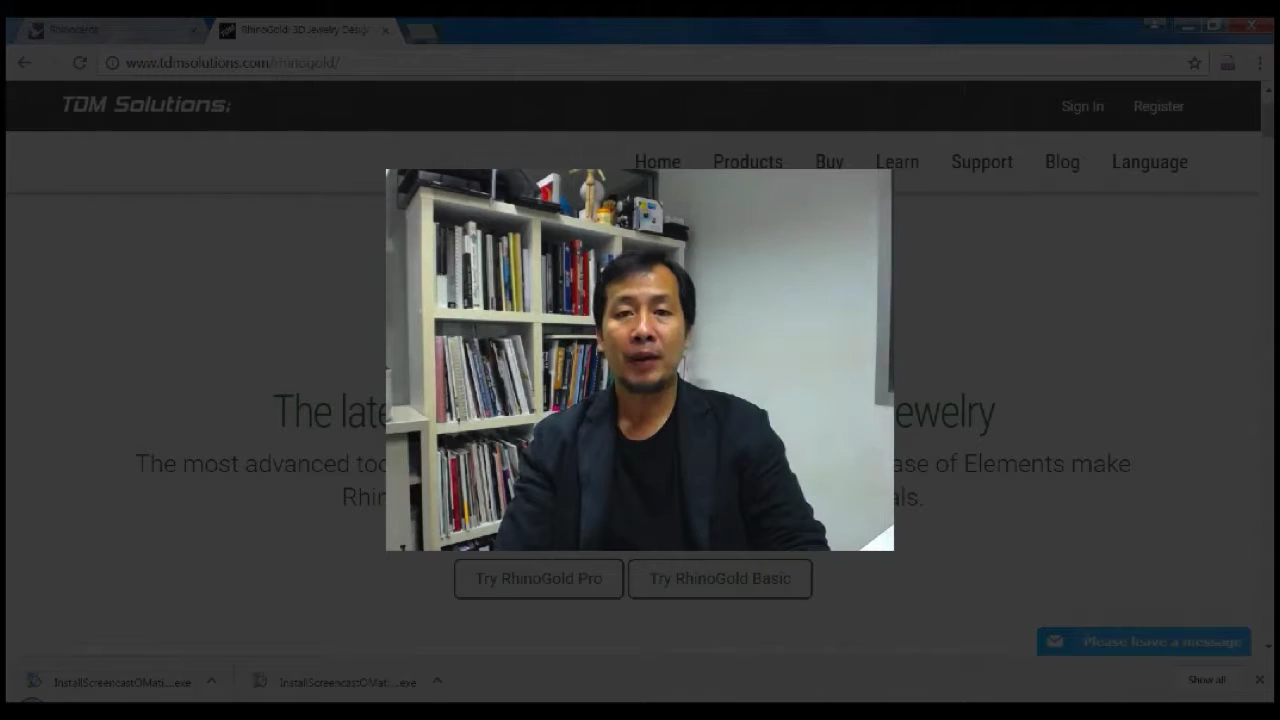 Rhinoceros
RhinoGold: 3D Jewelry Desig
www.tdmsolutions.com/rhinogold/
TDM Solutions
Sign In Register
Home Products Buy Learn Support Blog Language
The late ewelry
The most advanced too ase of Elements make
Rhin als.
Try RhinoGold Pro Try RhinoGold Basic
Please leave a message
InstallScreencastOMati....exe InstallScreencastOMati....exe Show all